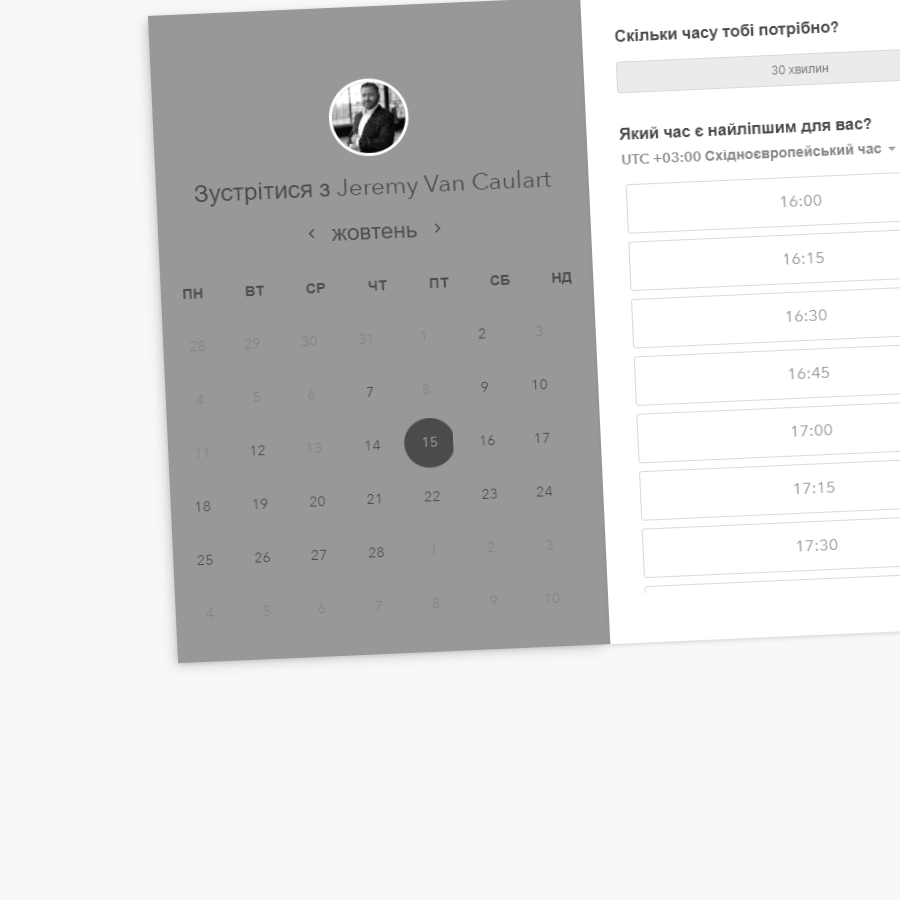 Зустрітися з Jeremy Van Caulart
‹ жовтень ›
ПН ВТ СР ЧТ ПТ СБ НД
28 29 30 31 1 2 3
4 5 6 7 8 9 10
11 12 13 14 15 16 17
18 19 20 21 22 23 24
25 26 27 28 1 2 3
4 5 6 7 8 9 10
Скільки часу тобі потрібно?
30 хвилин
Який час є найліпшим для вас?
UTC +03:00 Східноєвропейський час
16:00
16:15
16:30
16:45
17:00
17:15
17:30